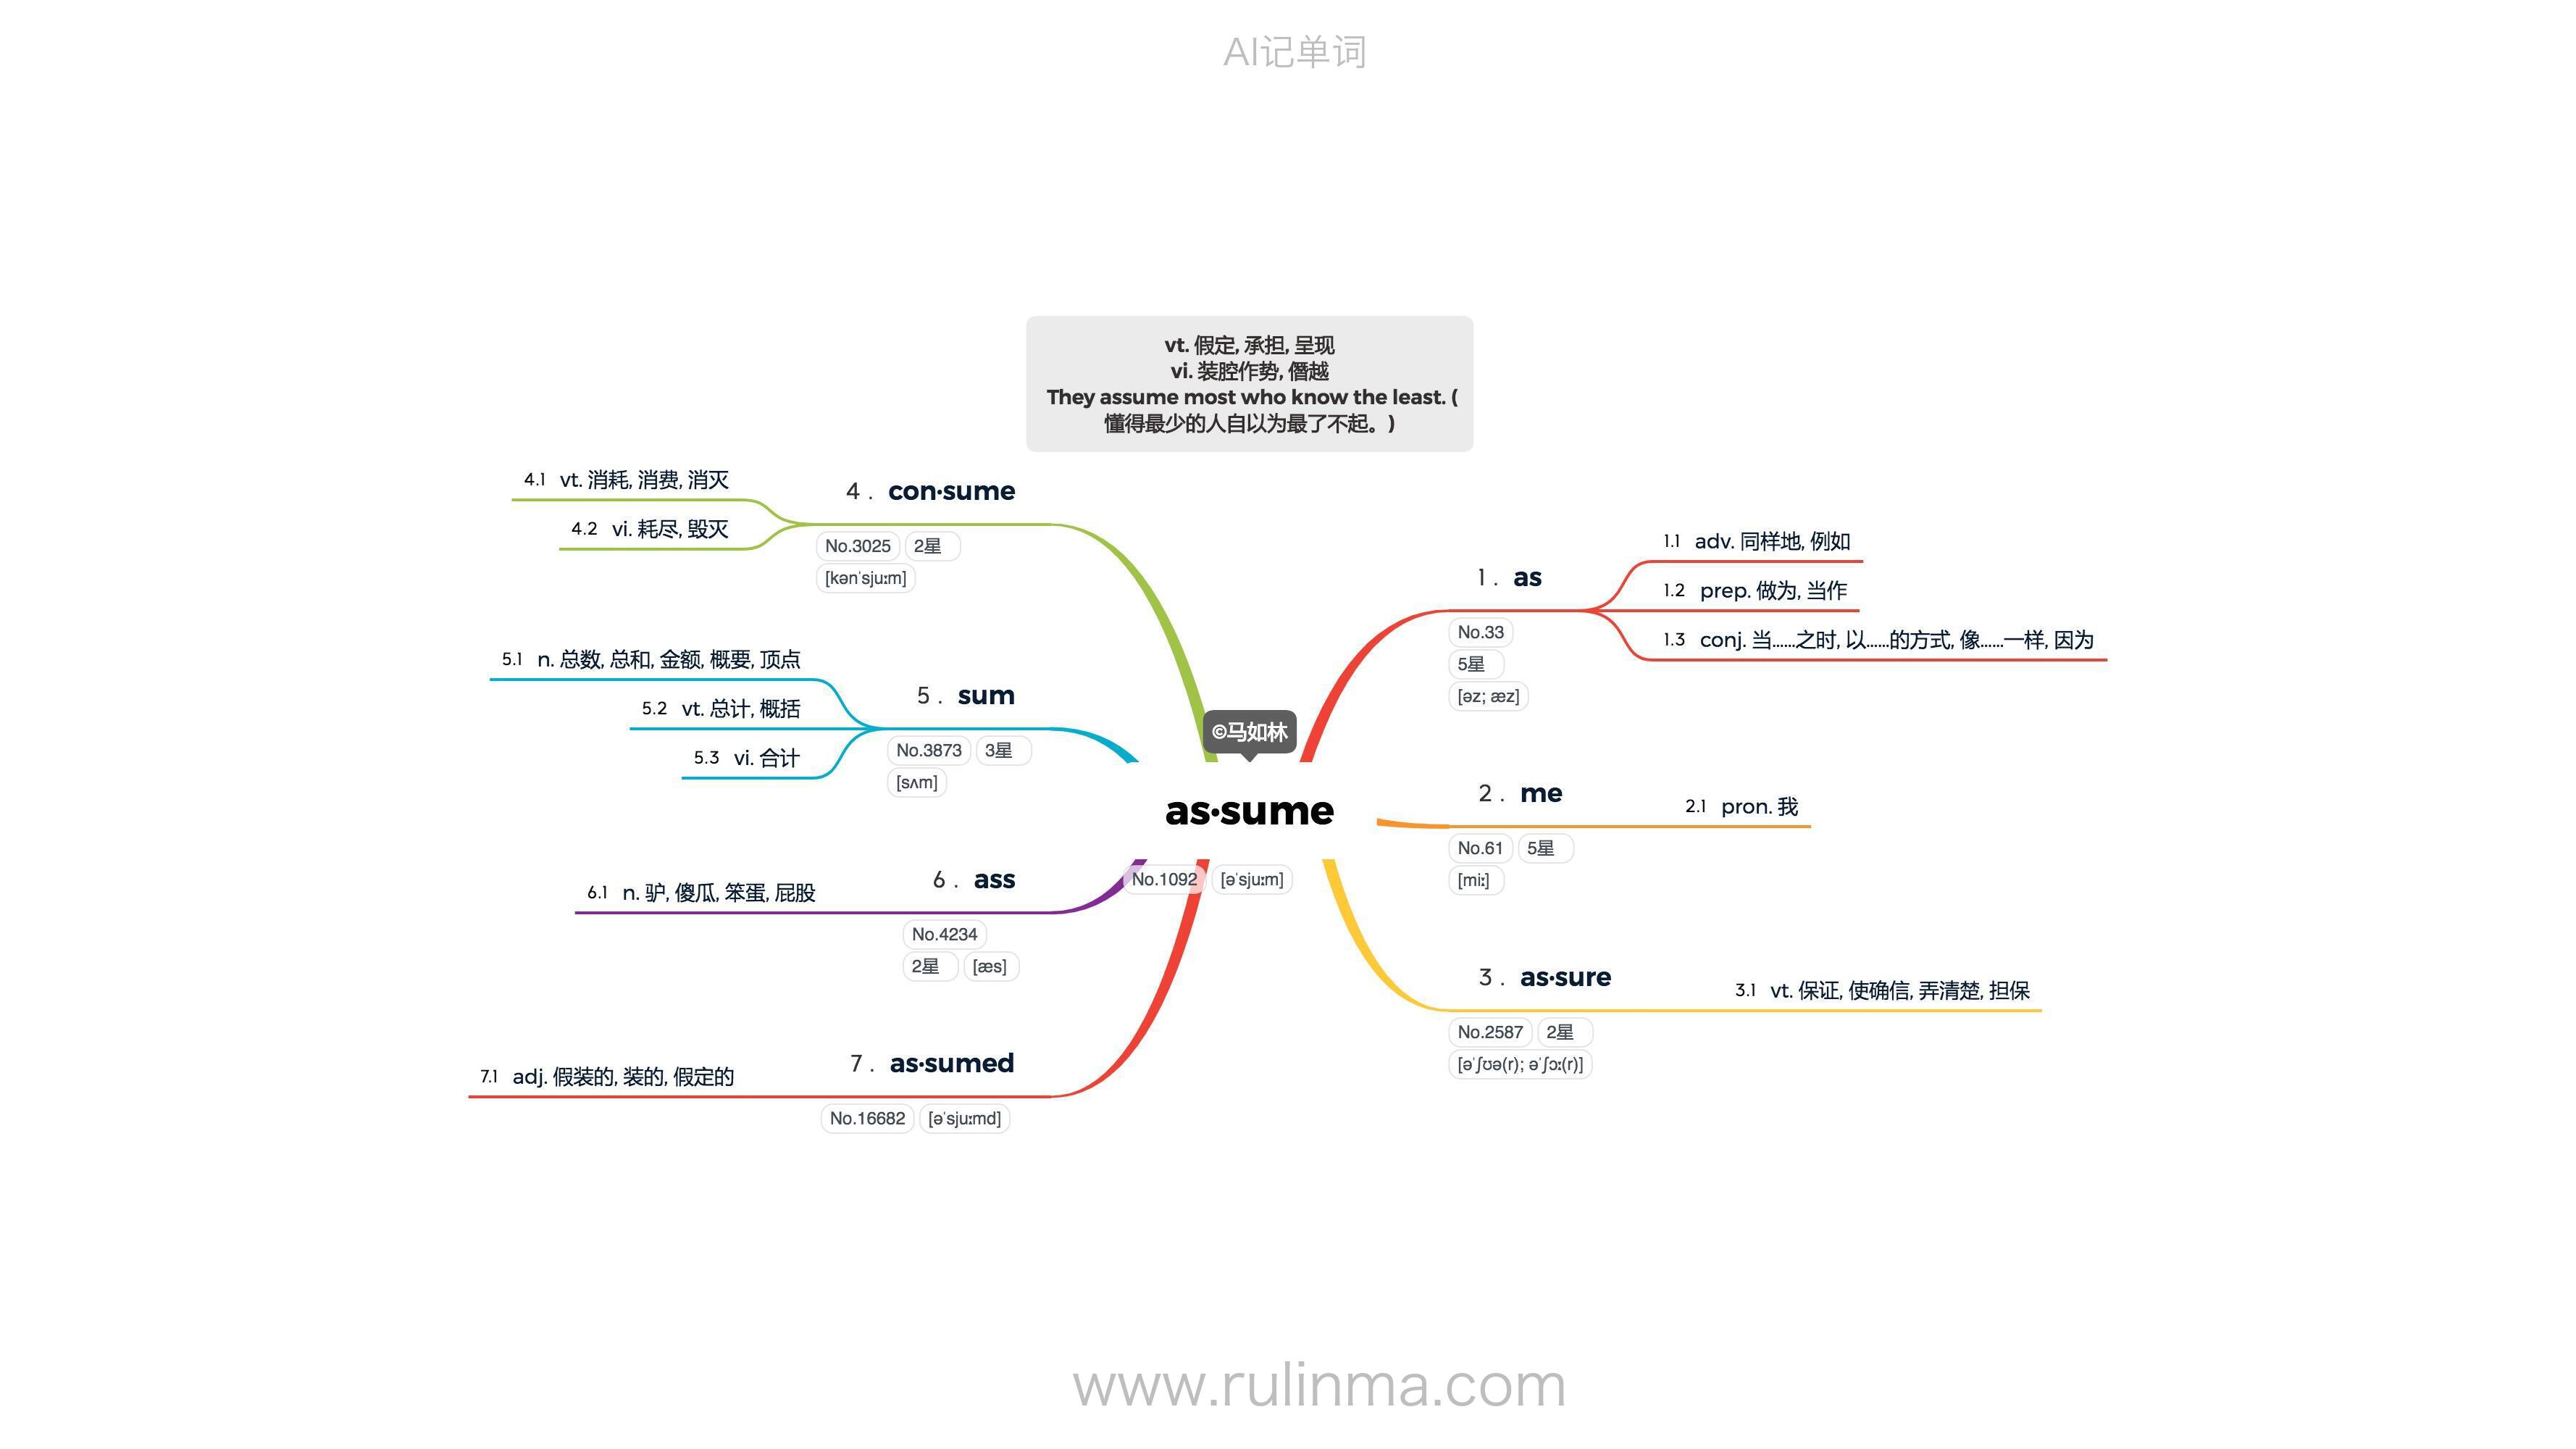 AI记单词
vt. 假定, 承担, 呈现
vi. 装腔作势, 僭越
They assume most who know the least. (
懂得最少的人自以为最了不起。)
©马如林
as·sume
No.1092 [ə'sjuːm]
1 . as
No.33
5星
[əz; æz]
1.1 adv. 同样地, 例如
1.2 prep. 做为, 当作
1.3 conj. 当……之时, 以……的方式, 像……一样, 因为
2 . me
No.61 5星
[miː]
2.1 pron. 我
3 . as·sure
No.2587 2星
[ə'ʃʊə(r); ə'ʃɔː(r)]
3.1 vt. 保证, 使确信, 弄清楚, 担保
4 . con·sume
No.3025 2星
[kən'sjuːm]
4.1 vt. 消耗, 消费, 消灭
4.2 vi. 耗尽, 毁灭
5 . sum
No.3873 3星
[sʌm]
5.1 n. 总数, 总和, 金额, 概要, 顶点
5.2 vt. 总计, 概括
5.3 vi. 合计
6 . ass
No.4234
2星 [æs]
6.1 n. 驴, 傻瓜, 笨蛋, 屁股
7 . as·sumed
No.16682 [ə'sjuːmd]
7.1 adj. 假装的, 装的, 假定的
www.rulinma.com